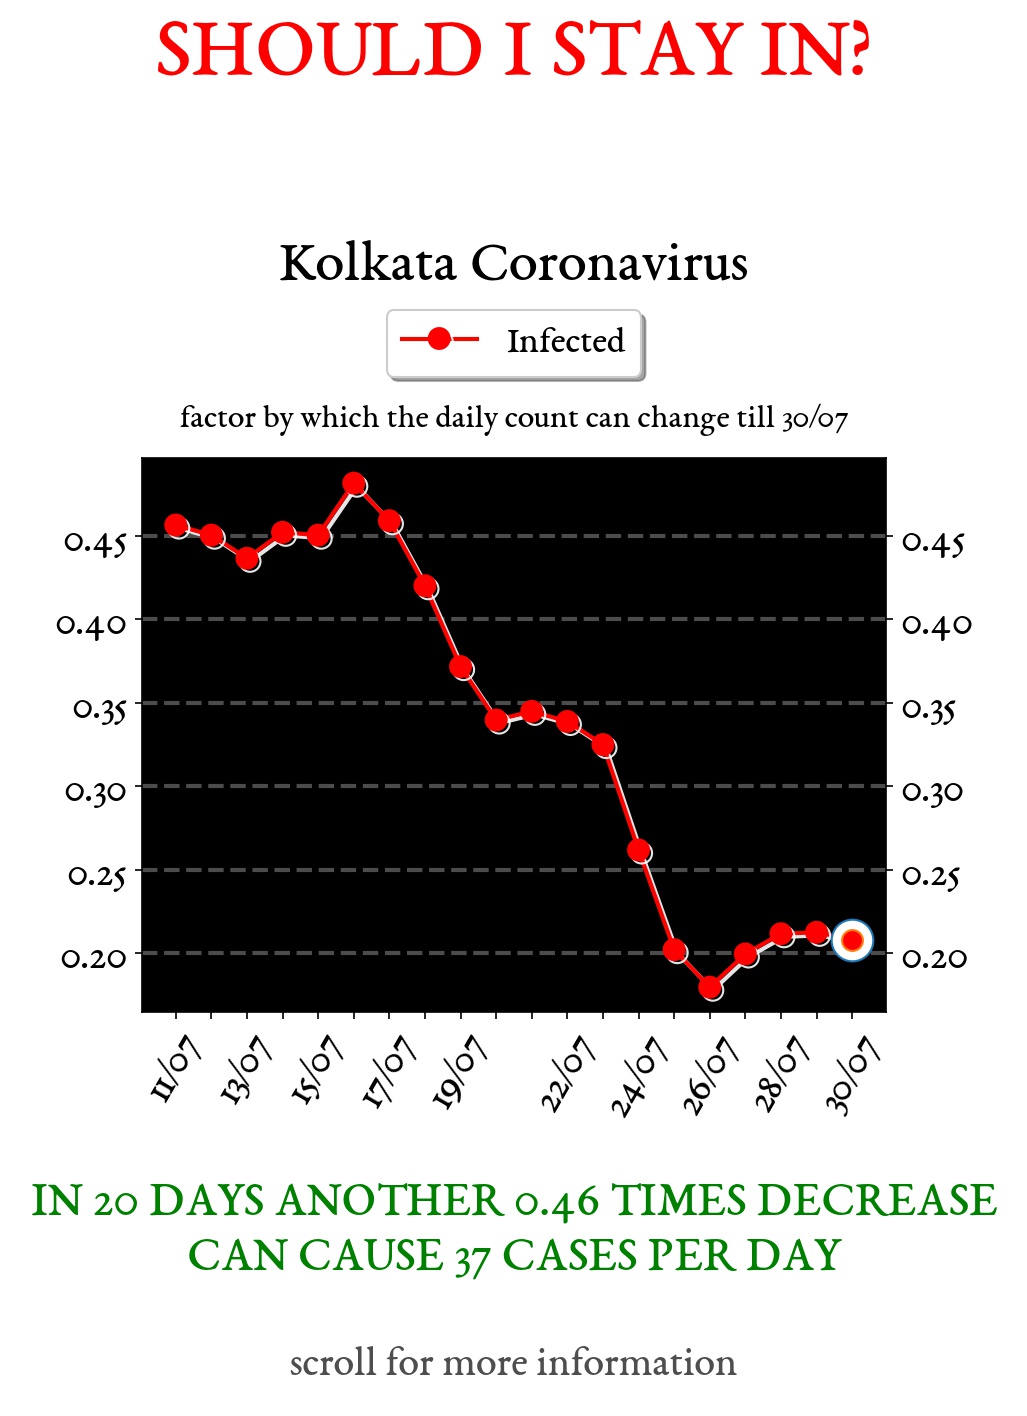 SHOULD I STAY IN?
Kolkata Coronavirus
Infected
factor by which the daily count can change till 30/07
0.45 0.45
0.40 0.40
0.35 0.35
0.30 0.30
0.25 0.25
0.20 0.20
11/07 13/07 15/07 17/07 19/07 22/07 24/07 26/07 28/07 30/07
IN 20 DAYS ANOTHER 0.46 TIMES DECREASE
CAN CAUSE 37 CASES PER DAY
scroll for more information